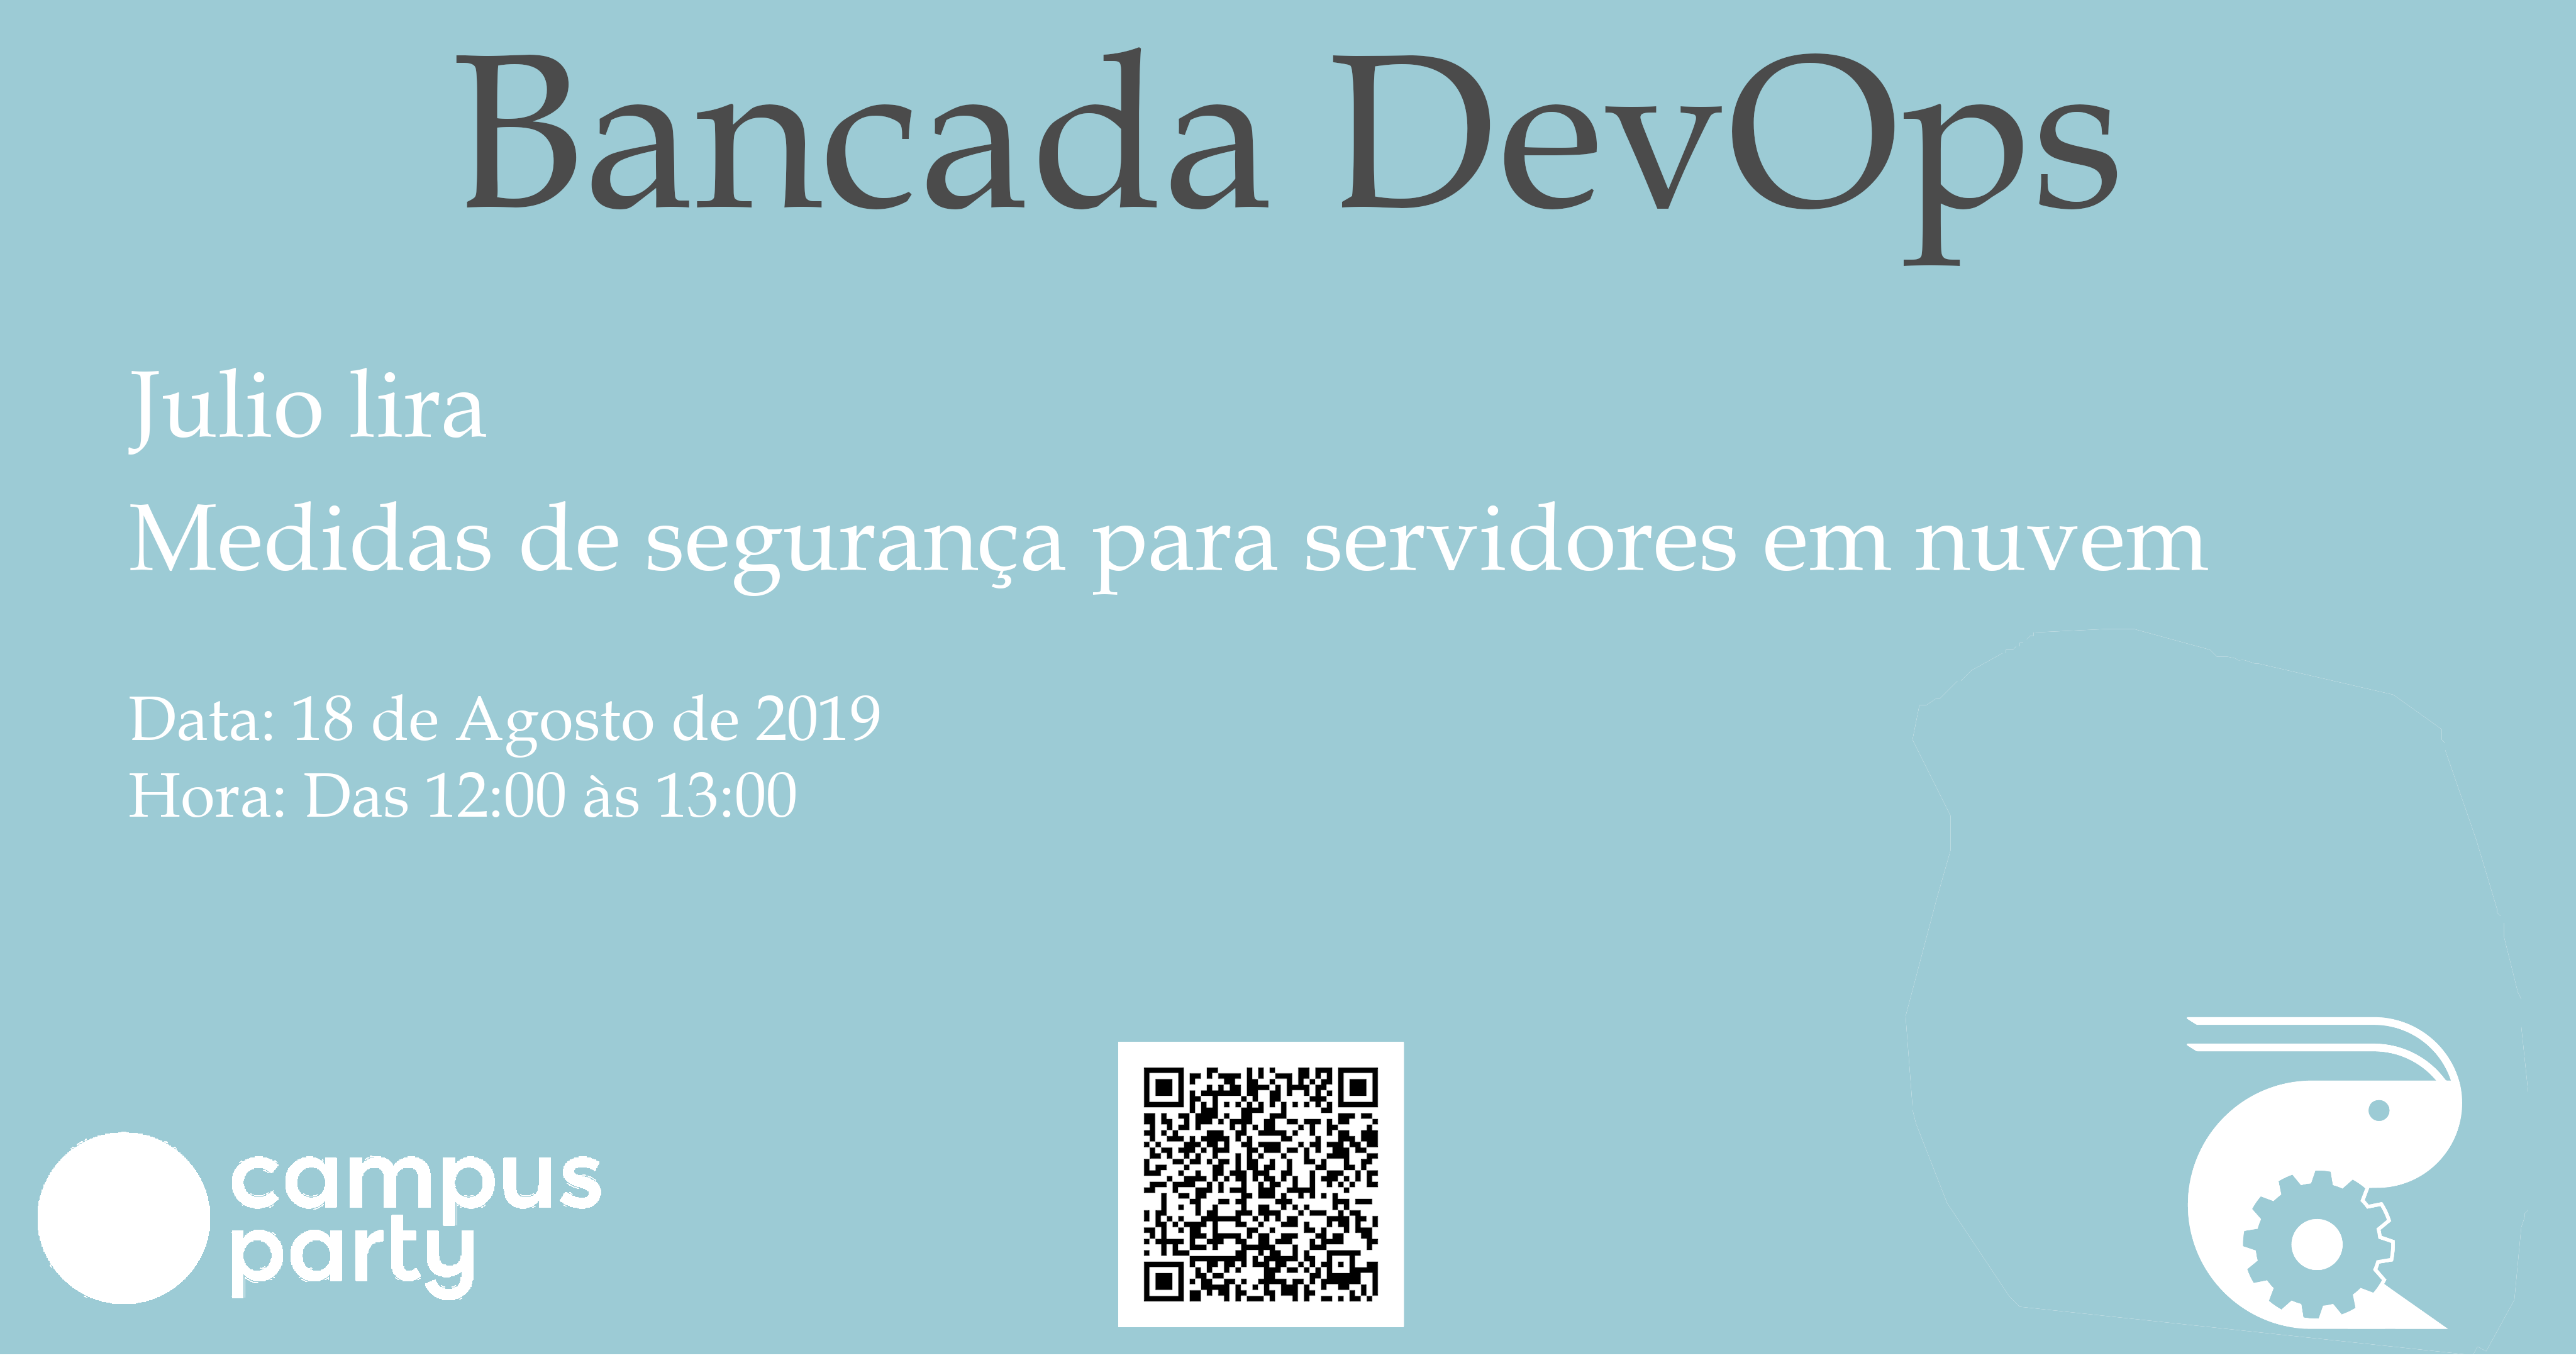 Bancada DevOps
Julio lira
Medidas de segurança para servidores em nuvem
Data: 18 de Agosto de 2019
Hora: Das 12:00 às 13:00
campus
party